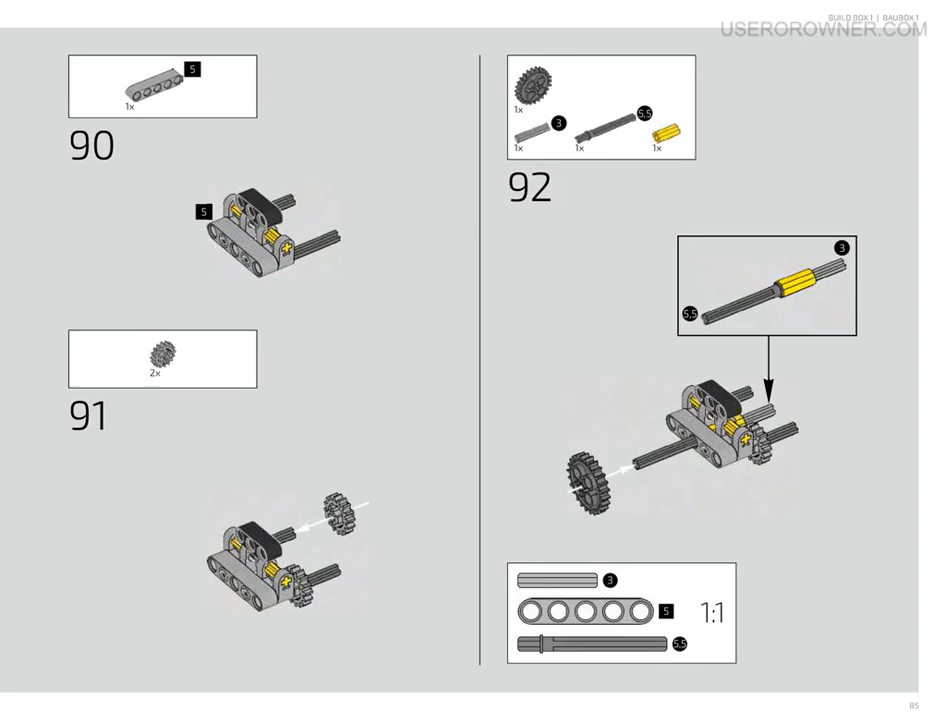 BUILD BOX 1 | BAUBOX 1
USEROROWNER.COM
5
1x
90
5
2x
91
1x
3
5,5
1x
1x
1x
92
3
5,5
3
5
1:1
5,5
85